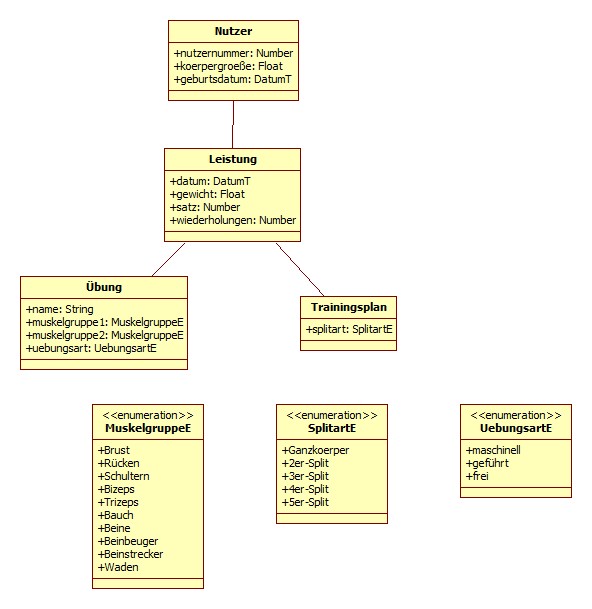 Nutzer
+nutzernummer: Number
+koerpergroeße: Float
+geburtsdatum: DatumT
Leistung
+datum: DatumT
+gewicht: Float
+satz: Number
+wiederholungen: Number
Übung
+name: String
+muskelgruppe1: MuskelgruppeE
+muskelgruppe2: MuskelgruppeE
+uebungsart: UebungsartE
Trainingsplan
+splitart: SplitartE
<<enumeration>>
MuskelgruppeE
+Brust
+Rücken
+Schultern
+Bizeps
+Trizeps
+Bauch
+Beine
+Beinbeuger
+Beinstrecker
+Waden
<<enumeration>>
SplitartE
+Ganzkoerper
+2er-Split
+3er-Split
+4er-Split
+5er-Split
<<enumeration>>
UebungsartE
+maschinell
+geführt
+frei